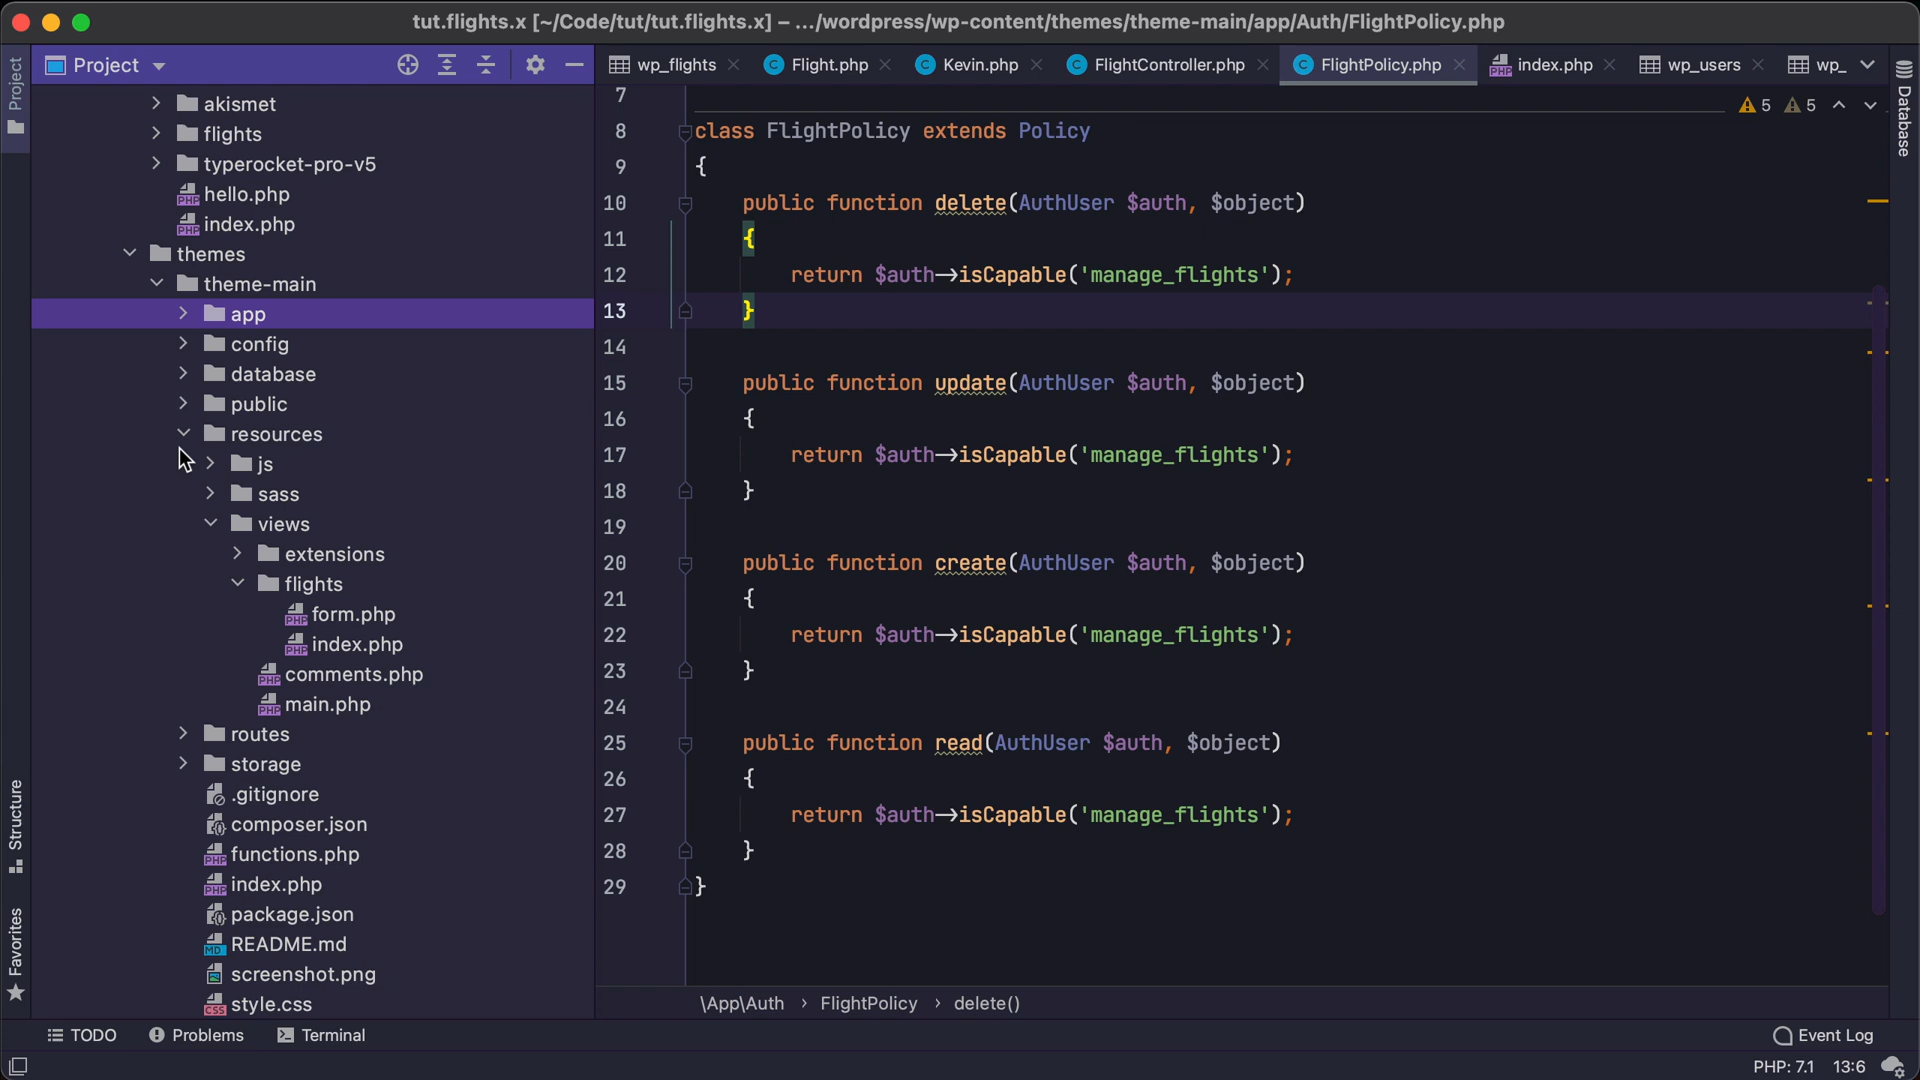 tut.flights.x [~/Code/tut/tut.flights.x] – .../wordpress/wp-content/themes/theme-main/app/Auth/FlightPolicy.php
Project
Project
wp_flights
Flight.php
Kevin.php
FlightController.php
FlightPolicy.php
index.php
wp_users
wp_
Database
5
5
akismet
flights
typerocket-pro-v5
hello.php
index.php
themes
theme-main
app
config
database
public
resources
js
sass
views
extensions
flights
form.php
index.php
comments.php
main.php
routes
storage
.gitignore
composer.json
functions.php
index.php
package.json
README.md
screenshot.png
style.css
Structure
Favorites
7
8 class FlightPolicy extends Policy
9 {
10 public function delete(AuthUser $auth, $object)
11 {
12 return $auth->isCapable('manage_flights');
13 }
14
15 public function update(AuthUser $auth, $object)
16 {
17 return $auth->isCapable('manage_flights');
18 }
19
20 public function create(AuthUser $auth, $object)
21 {
22 return $auth->isCapable('manage_flights');
23 }
24
25 public function read(AuthUser $auth, $object)
26 {
27 return $auth->isCapable('manage_flights');
28 }
29 }
\App\Auth › FlightPolicy › delete()
TODO
Problems
Terminal
Event Log
PHP: 7.1
13:6